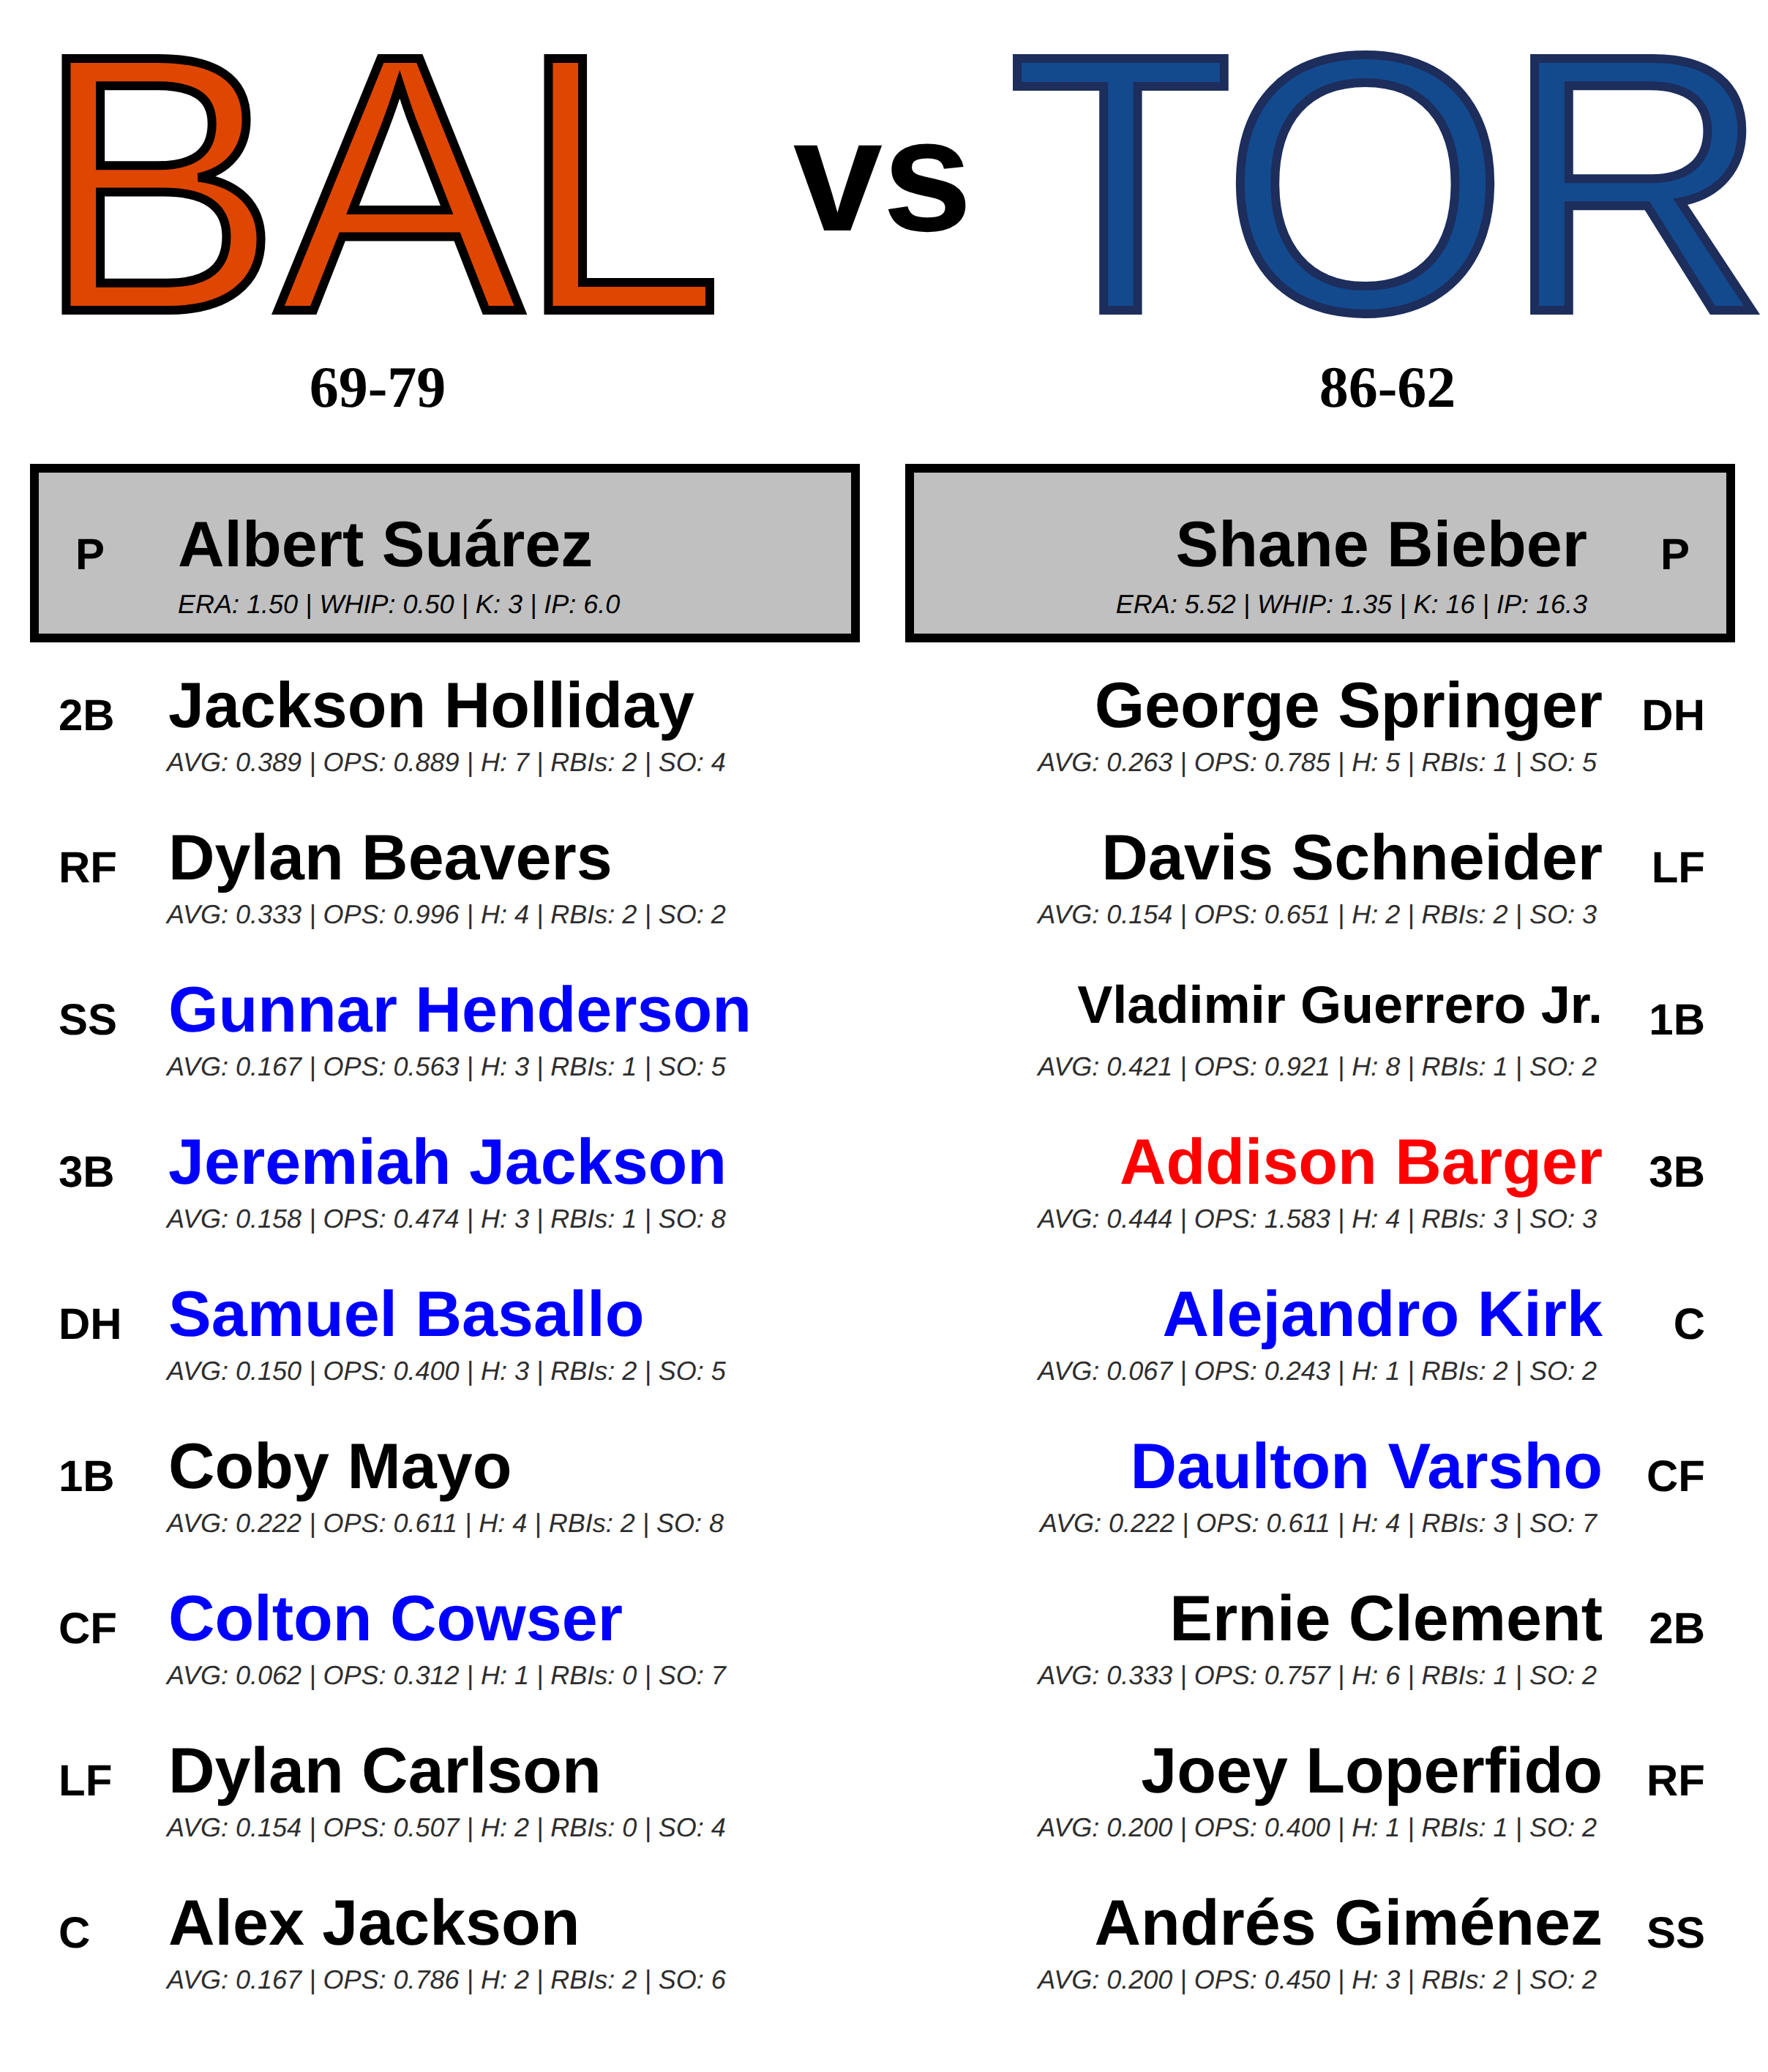 BAL vs TOR
69-79 86-62
P Albert Suárez
ERA: 1.50 | WHIP: 0.50 | K: 3 | IP: 6.0
Shane Bieber P
ERA: 5.52 | WHIP: 1.35 | K: 16 | IP: 16.3
2B Jackson Holliday
AVG: 0.389 | OPS: 0.889 | H: 7 | RBIs: 2 | SO: 4
RF Dylan Beavers
AVG: 0.333 | OPS: 0.996 | H: 4 | RBIs: 2 | SO: 2
SS Gunnar Henderson
AVG: 0.167 | OPS: 0.563 | H: 3 | RBIs: 1 | SO: 5
3B Jeremiah Jackson
AVG: 0.158 | OPS: 0.474 | H: 3 | RBIs: 1 | SO: 8
DH Samuel Basallo
AVG: 0.150 | OPS: 0.400 | H: 3 | RBIs: 2 | SO: 5
1B Coby Mayo
AVG: 0.222 | OPS: 0.611 | H: 4 | RBIs: 2 | SO: 8
CF Colton Cowser
AVG: 0.062 | OPS: 0.312 | H: 1 | RBIs: 0 | SO: 7
LF Dylan Carlson
AVG: 0.154 | OPS: 0.507 | H: 2 | RBIs: 0 | SO: 4
C Alex Jackson
AVG: 0.167 | OPS: 0.786 | H: 2 | RBIs: 2 | SO: 6
George Springer DH
AVG: 0.263 | OPS: 0.785 | H: 5 | RBIs: 1 | SO: 5
Davis Schneider LF
AVG: 0.154 | OPS: 0.651 | H: 2 | RBIs: 2 | SO: 3
Vladimir Guerrero Jr. 1B
AVG: 0.421 | OPS: 0.921 | H: 8 | RBIs: 1 | SO: 2
Addison Barger 3B
AVG: 0.444 | OPS: 1.583 | H: 4 | RBIs: 3 | SO: 3
Alejandro Kirk C
AVG: 0.067 | OPS: 0.243 | H: 1 | RBIs: 2 | SO: 2
Daulton Varsho CF
AVG: 0.222 | OPS: 0.611 | H: 4 | RBIs: 3 | SO: 7
Ernie Clement 2B
AVG: 0.333 | OPS: 0.757 | H: 6 | RBIs: 1 | SO: 2
Joey Loperfido RF
AVG: 0.200 | OPS: 0.400 | H: 1 | RBIs: 1 | SO: 2
Andrés Giménez SS
AVG: 0.200 | OPS: 0.450 | H: 3 | RBIs: 2 | SO: 2